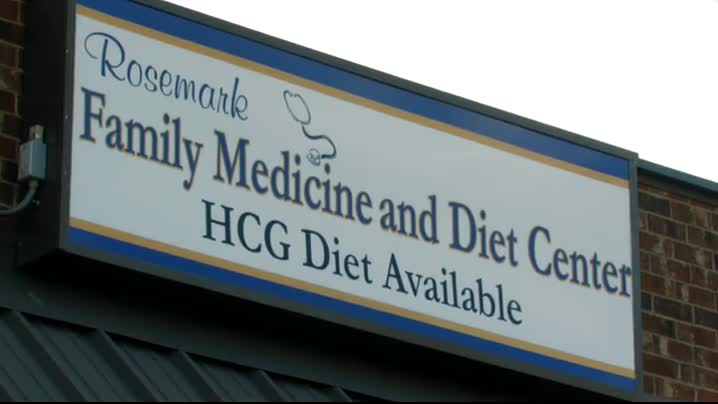 Rosemark
Family Medicine and Diet Center
HCG Diet Available